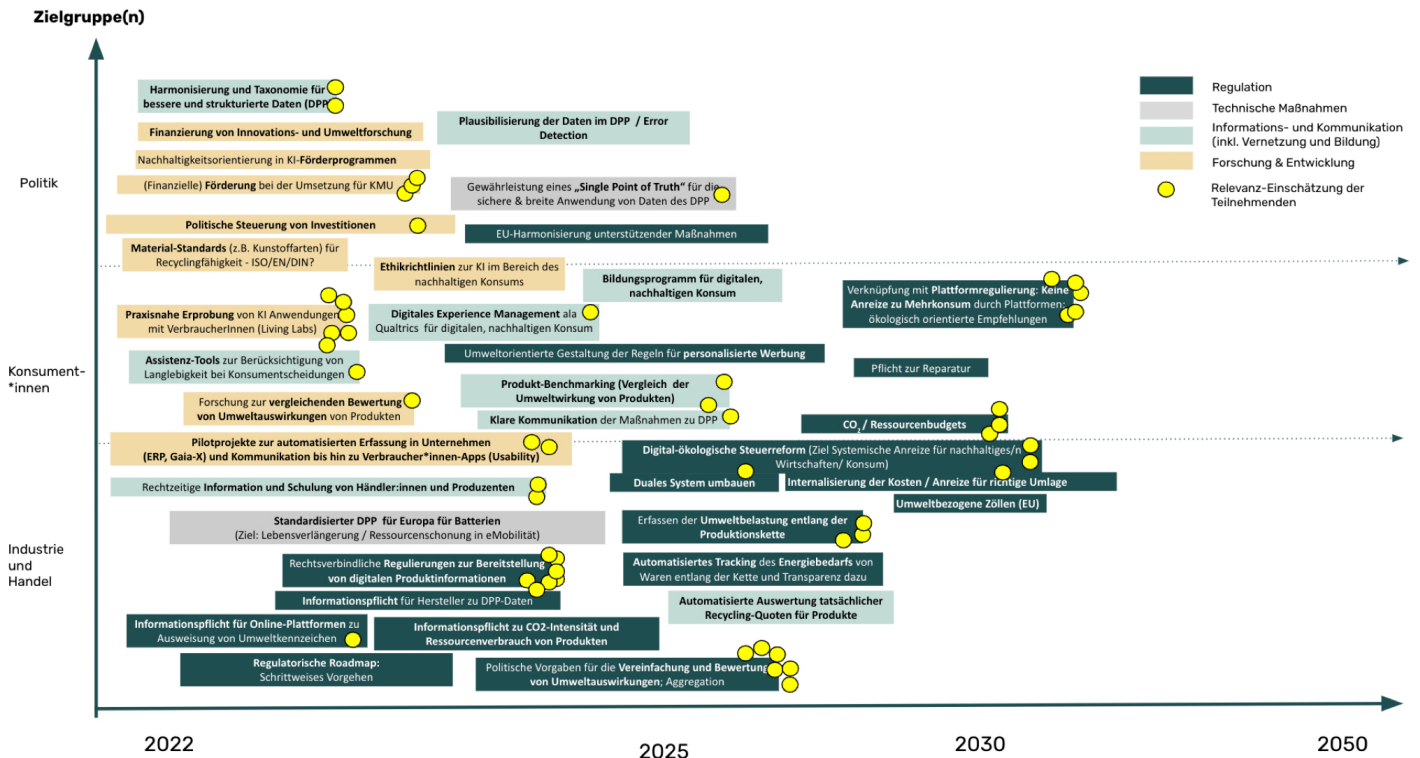 Zielgruppe(n)
Harmonisierung und Taxonomie für
bessere und strukturierte Daten (DPP
Finanzierung von Innovations- und Umweltforschung
Nachhaltigkeitsorientierung in KI-Förderprogrammen
(Finanzielle) Förderung bei der Umsetzung für KMU
Politische Steuerung von Investitionen
Material-Standards (z.B. Kunstoffarten) für
Recyclingfähigkeit - ISO/EN/DIN?
Plausibilisierung der Daten im DPP / Error
Detection
Gewährleistung eines „Single Point of Truth“ für die
sichere & breite Anwendung von Daten des DPP
EU-Harmonisierung unterstützender Maßnahmen
Politik
Regulation
Technische Maßnahmen
Informations- und Kommunikation
(inkl. Vernetzung und Bildung)
Forschung & Entwicklung
Relevanz-Einschätzung der
Teilnehmenden
Ethikrichtlinien zur KI im Bereich des
nachhaltigen Konsums
Bildungsprogramm für digitalen,
nachhaltigen Konsum
Verknüpfung mit Plattformregulierung: Keine
Anreize zu Mehrkonsum durch Plattformen:
ökologisch orientierte Empfehlungen
Praxisnahe Erprobung von KI Anwendungen
mit VerbraucherInnen (Living Labs)
Digitales Experience Management ala
Qualtrics für digitalen, nachhaltigen Konsum
Umweltorientierte Gestaltung der Regeln für personalisierte Werbung
Assistenz-Tools zur Berücksichtigung von
Langlebigkeit bei Konsumentscheidungen
Pflicht zur Reparatur
Konsument-
*innen
Produkt-Benchmarking (Vergleich der
Umweltwirkung von Produkten)
Forschung zur vergleichenden Bewertung
von Umweltauswirkungen von Produkten
Klare Kommunikation der Maßnahmen zu DPP
CO2 / Ressourcenbudgets
Pilotprojekte zur automatisierten Erfassung in Unternehmen
(ERP, Gaia-X) und Kommunikation bis hin zu Verbraucher*innen-Apps (Usability)
Digital-ökologische Steuerreform (Ziel Systemische Anreize für nachhaltiges/n
Wirtschaften/ Konsum)
Rechtzeitige Information und Schulung von Händler:innen und Produzenten
Duales System umbauen
Internalisierung der Kosten / Anreize für richtige Umlage
Umweltbezogene Zöllen (EU)
Standardisierter DPP für Europa für Batterien
(Ziel: Lebensverlängerung / Ressourcenschonung in eMobilität)
Erfassen der Umweltbelastung entlang der
Produktionskette
Industrie
und
Handel
Rechtsverbindliche Regulierungen zur Bereitstellung
von digitalen Produktinformationen
Automatisiertes Tracking des Energiebedarfs von
Waren entlang der Kette und Transparenz dazu
Informationspflicht für Hersteller zu DPP-Daten
Automatisierte Auswertung tatsächlicher
Recycling-Quoten für Produkte
Informationspflicht für Online-Plattformen zu
Ausweisung von Umweltkennzeichen
Informationspflicht zu CO2-Intensität und
Ressourcenverbrauch von Produkten
Regulatorische Roadmap:
Schrittweises Vorgehen
Politische Vorgaben für die Vereinfachung und Bewertung
von Umweltauswirkungen; Aggregation
2022
2025
2030
2050